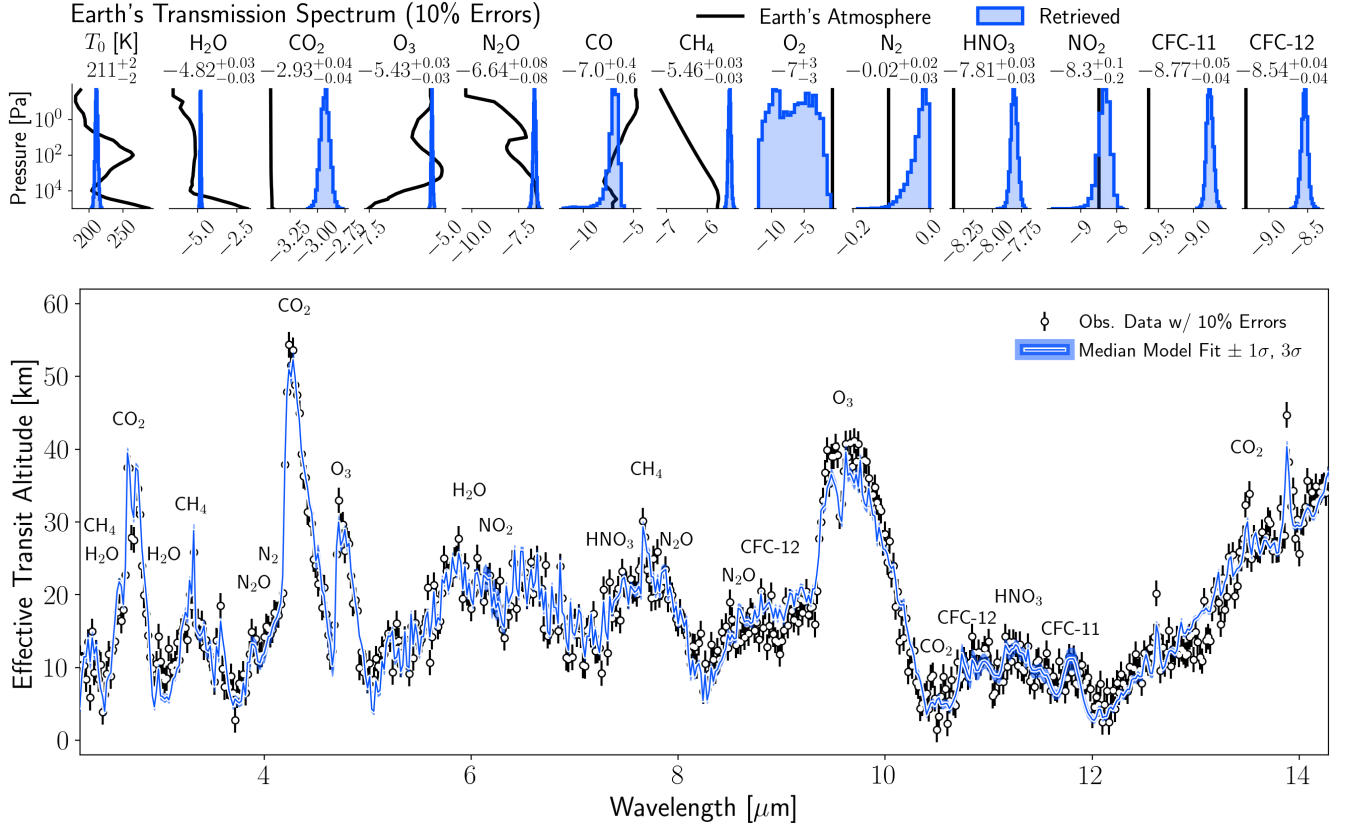 Earth's Transmission Spectrum (10% Errors)
Earth's Atmosphere
Retrieved
T₀ [K] H₂O CO₂ O₃ N₂O CO CH₄ O₂ N₂ HNO₃ NO₂ CFC-11 CFC-12
211⁺²₋₂ −4.82⁺⁰·⁰³₋₀.₀₃ −2.93⁺⁰·⁰⁴₋₀.₀₄ −5.43⁺⁰·⁰³₋₀.₀₃ −6.64⁺⁰·⁰⁸₋₀.₀₈ −7.0⁺⁰·⁴₋₀.₆ −5.46⁺⁰·⁰³₋₀.₀₃ −7⁺³₋₃ −0.02⁺⁰·⁰²₋₀.₀₃ −7.81⁺⁰·⁰³₋₀.₀₃ −8.3⁺⁰·¹₋₀.₂ −8.77⁺⁰·⁰⁵₋₀.₀₄ −8.54⁺⁰·⁰⁴₋₀.₀₄
Pressure [Pa]
10⁰
10²
10⁴
200 250 −5.0 −2.5 −3.25 −3.00 −2.75 −7.5 −5.0 −10.0 −7.5 −10 −5 −7 −6 −10 −5 −0.2 0.0 −8.25 −8.00 −7.75 −9 −8 −9.5 −9.0 −9.0 −8.5
Obs. Data w/ 10% Errors
Median Model Fit ± 1σ, 3σ
Effective Transit Altitude [km]
60
50
40
30
20
10
0
CH₄
H₂O
CO₂
H₂O
CH₄
N₂O
N₂
CO₂
O₃
H₂O
NO₂
HNO₃
CH₄
N₂O
N₂O
CFC-12
O₃
CO₂
CFC-12
HNO₃
CFC-11
CO₂
4 6 8 10 12 14
Wavelength [μm]